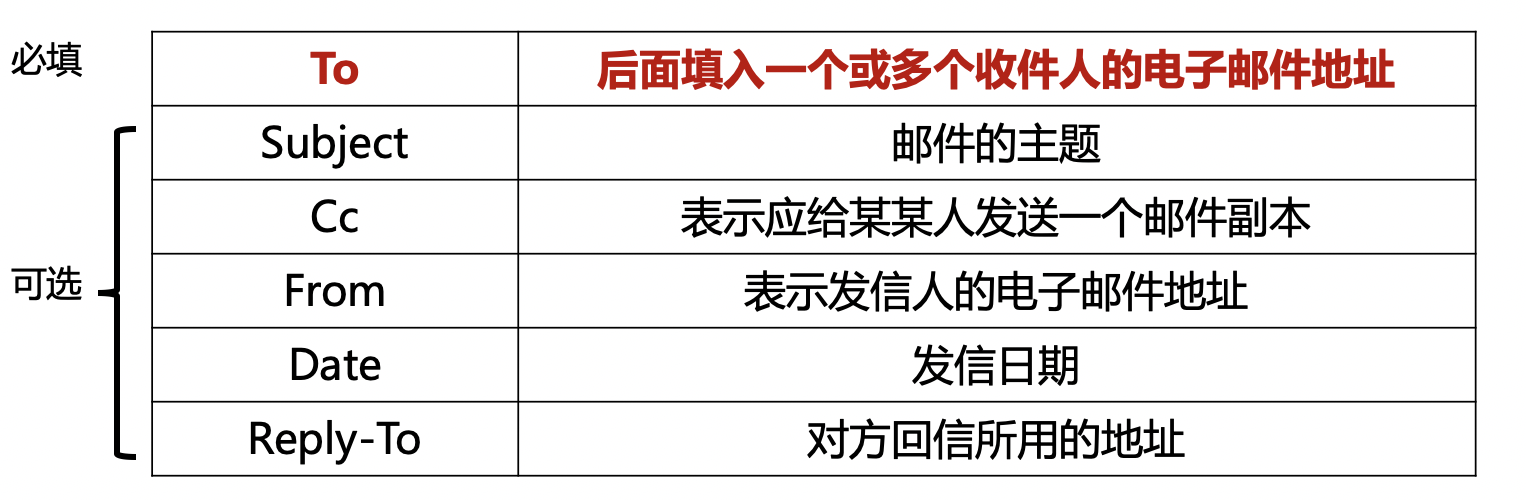 必填
To 后面填入一个或多个收件人的电子邮件地址
Subject 邮件的主题
Cc 表示应给某某人发送一个邮件副本
可选
From 表示发信人的电子邮件地址
Date 发信日期
Reply-To 对方回信所用的地址